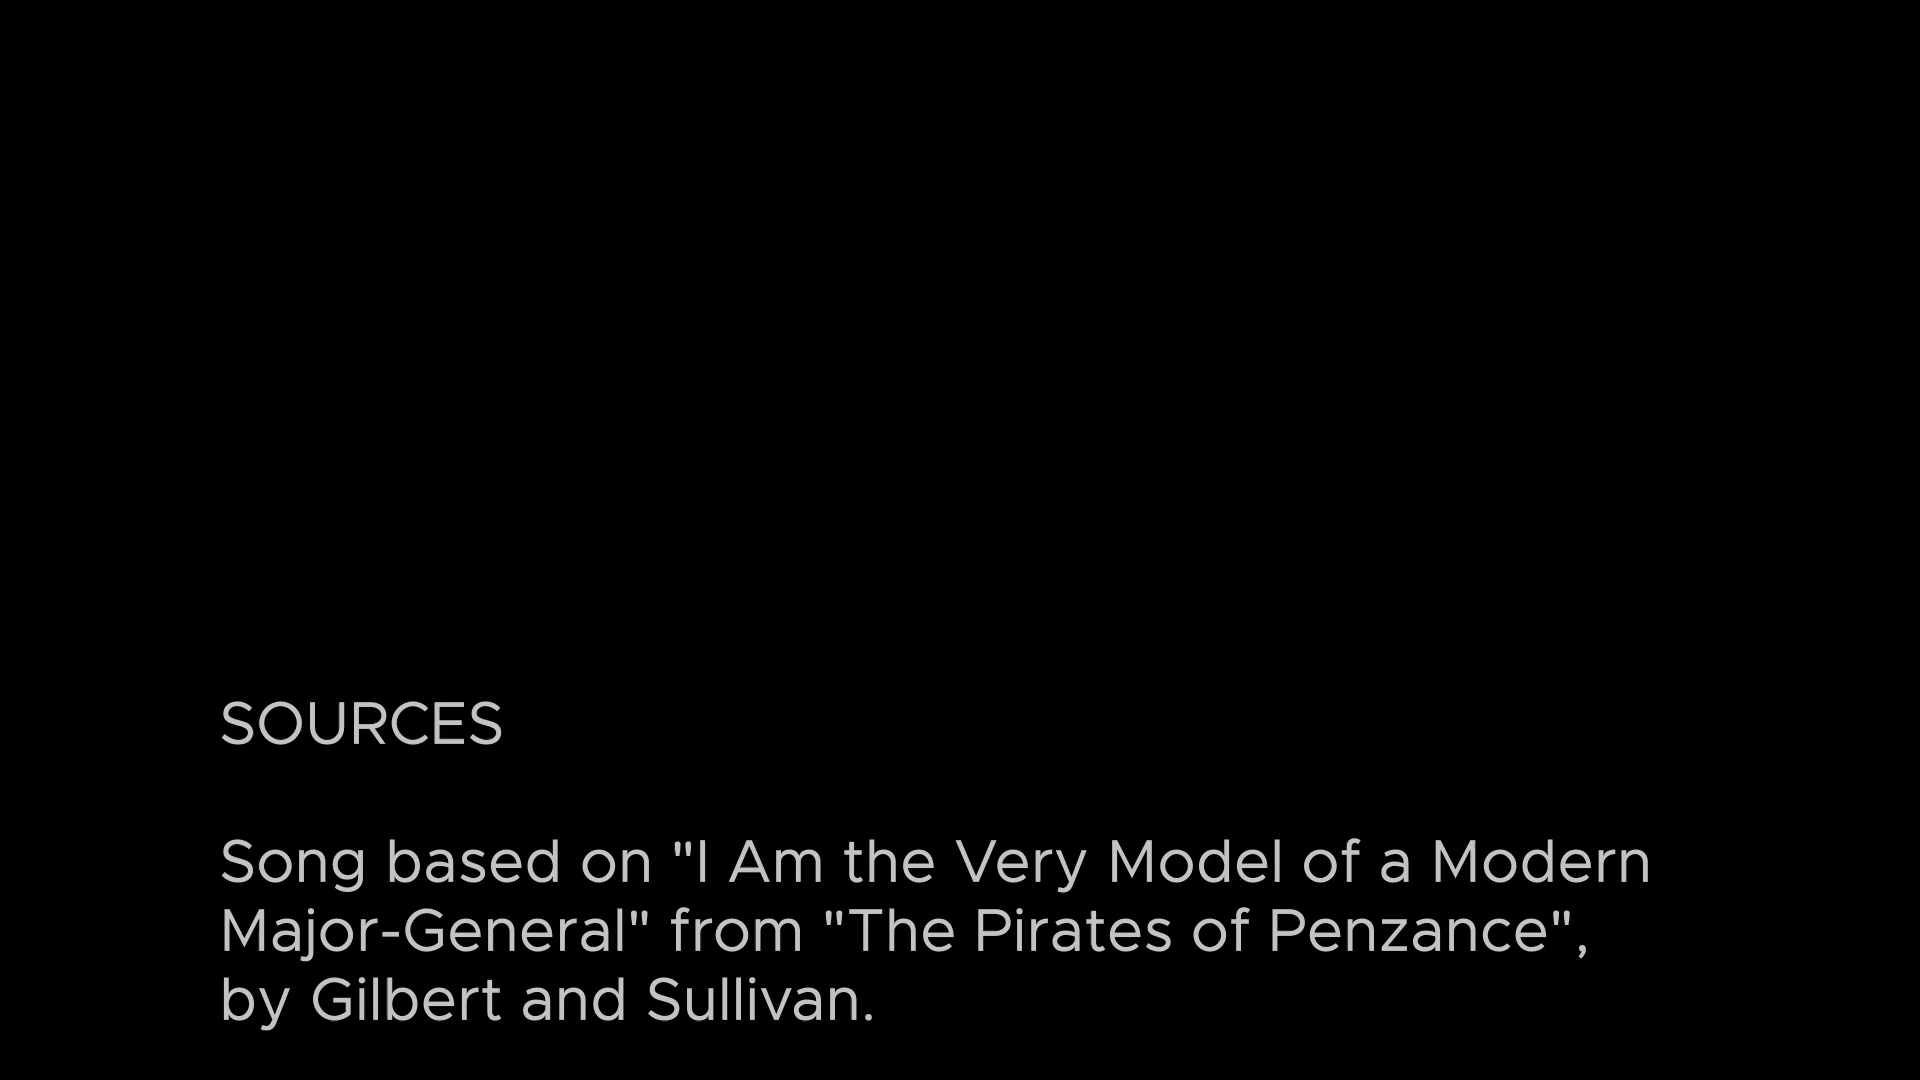 SOURCES
Song based on "I Am the Very Model of a Modern
Major-General" from "The Pirates of Penzance",
by Gilbert and Sullivan.